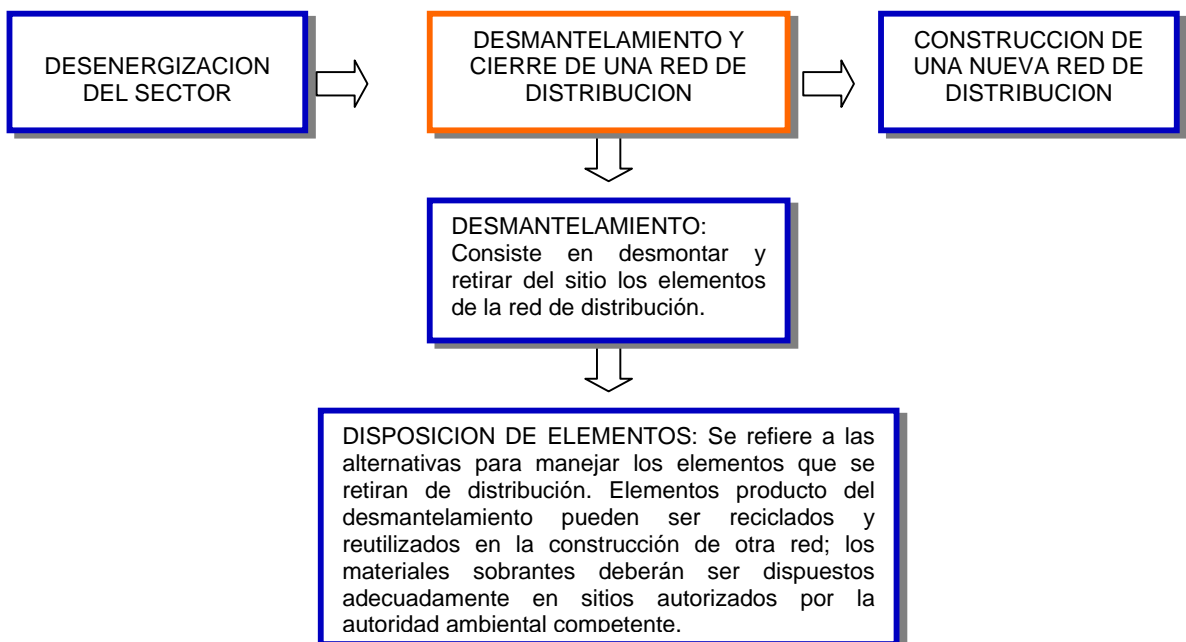 DESENERGIZACION
DEL SECTOR
DESMANTELAMIENTO Y
CIERRE DE UNA RED DE
DISTRIBUCION
CONSTRUCCION DE
UNA NUEVA RED DE
DISTRIBUCION
DESMANTELAMIENTO:
Consiste en desmontar y
retirar del sitio los elementos
de la red de distribución.
DISPOSICION DE ELEMENTOS: Se refiere a las
alternativas para manejar los elementos que se
retiran de distribución. Elementos producto del
desmantelamiento pueden ser reciclados y
reutilizados en la construcción de otra red; los
materiales sobrantes deberán ser dispuestos
adecuadamente en sitios autorizados por la
autoridad ambiental competente.